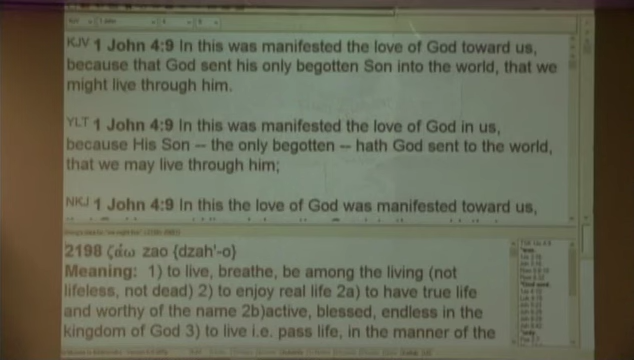 KJV 1 John 4:9 In this was manifested the love of God toward us,
because that God sent his only begotten Son into the world, that we
might live through him.
YLT 1 John 4:9 In this was manifested the love of God in us,
because His Son -- the only begotten -- hath God sent to the world,
that we may live through him;
NKJ 1 John 4:9 In this the love of God was manifested toward us,
2198 ζάω zao {dzah'-o}
Meaning: 1) to live, breathe, be among the living (not
lifeless, not dead) 2) to enjoy real life 2a) to have true life
and worthy of the name 2b)active, blessed, endless in the
kingdom of God 3) to live i.e. pass life, in the manner of the